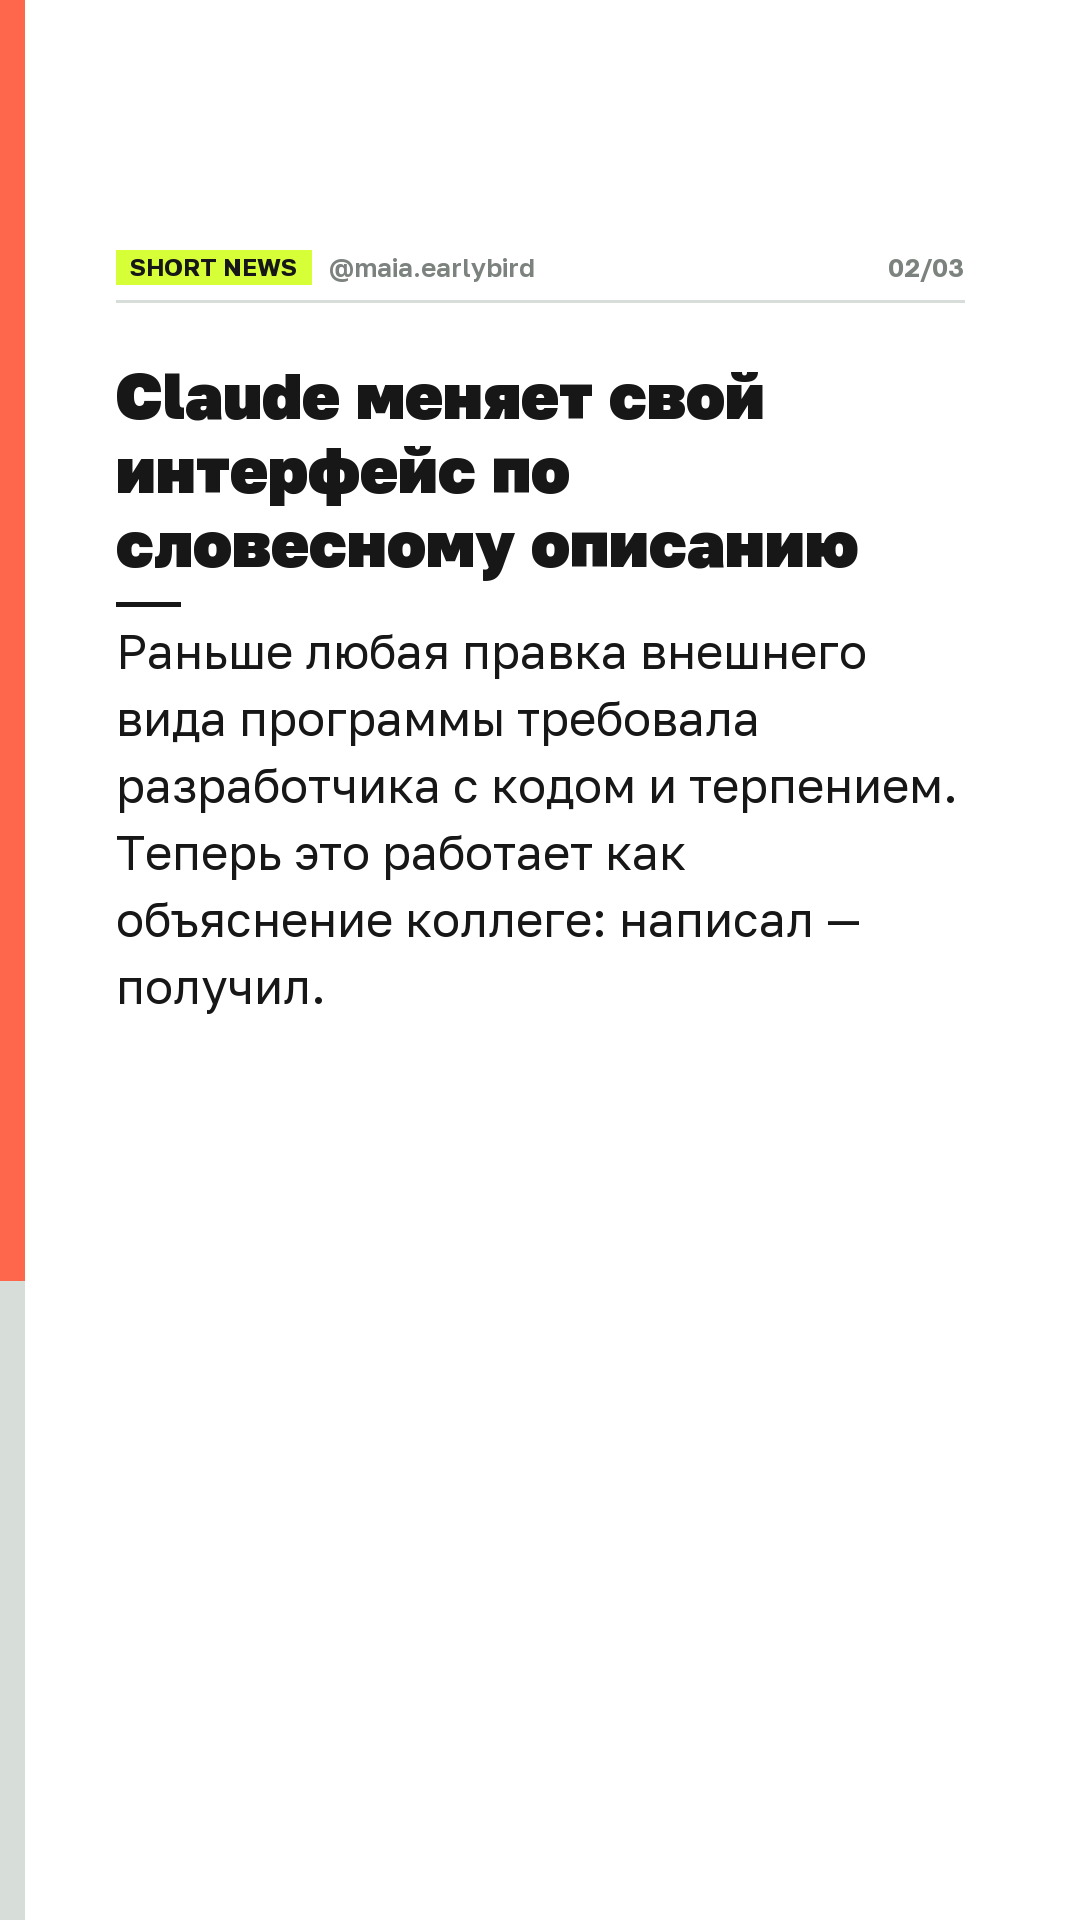 SHORT NEWS @maia.earlybird 02/03
Claude меняет свой
интерфейс по
словесному описанию
Раньше любая правка внешнего
вида программы требовала
разработчика с кодом и терпением.
Теперь это работает как
объяснение коллеге: написал —
получил.